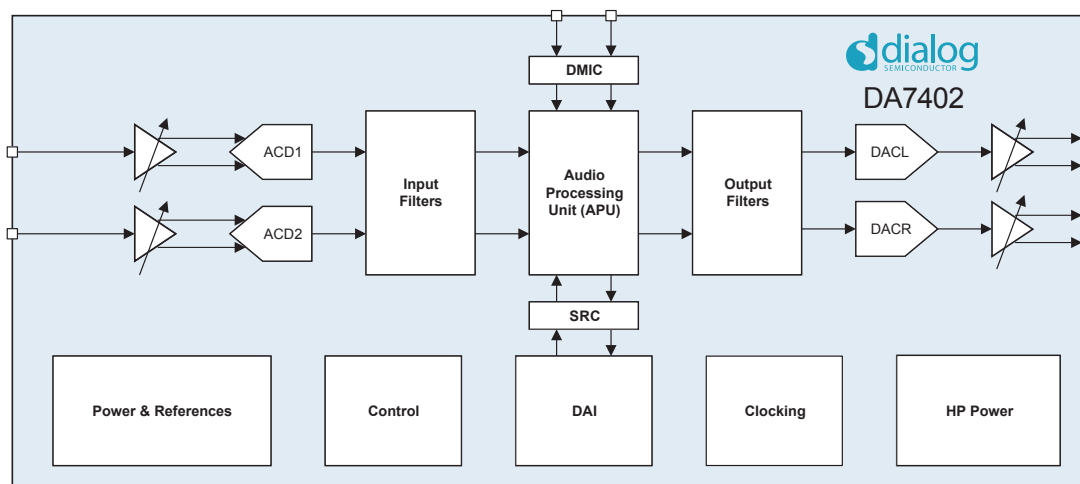 dialog
SEMICONDUCTOR
DA7402
DMIC
ACD1
ACD2
Input
Filters
Audio
Processing
Unit (APU)
Output
Filters
DACL
DACR
SRC
Power & References
Control
DAI
Clocking
HP Power